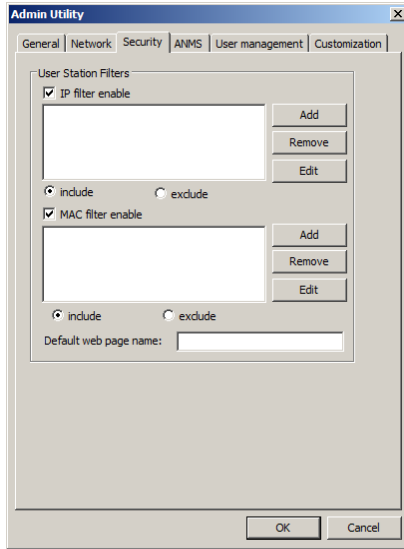 Admin Utility
General Network Security ANMS User management Customization
User Station Filters
IP filter enable
Add
Remove
Edit
include exclude
MAC filter enable
Add
Remove
Edit
include exclude
Default web page name:
OK Cancel